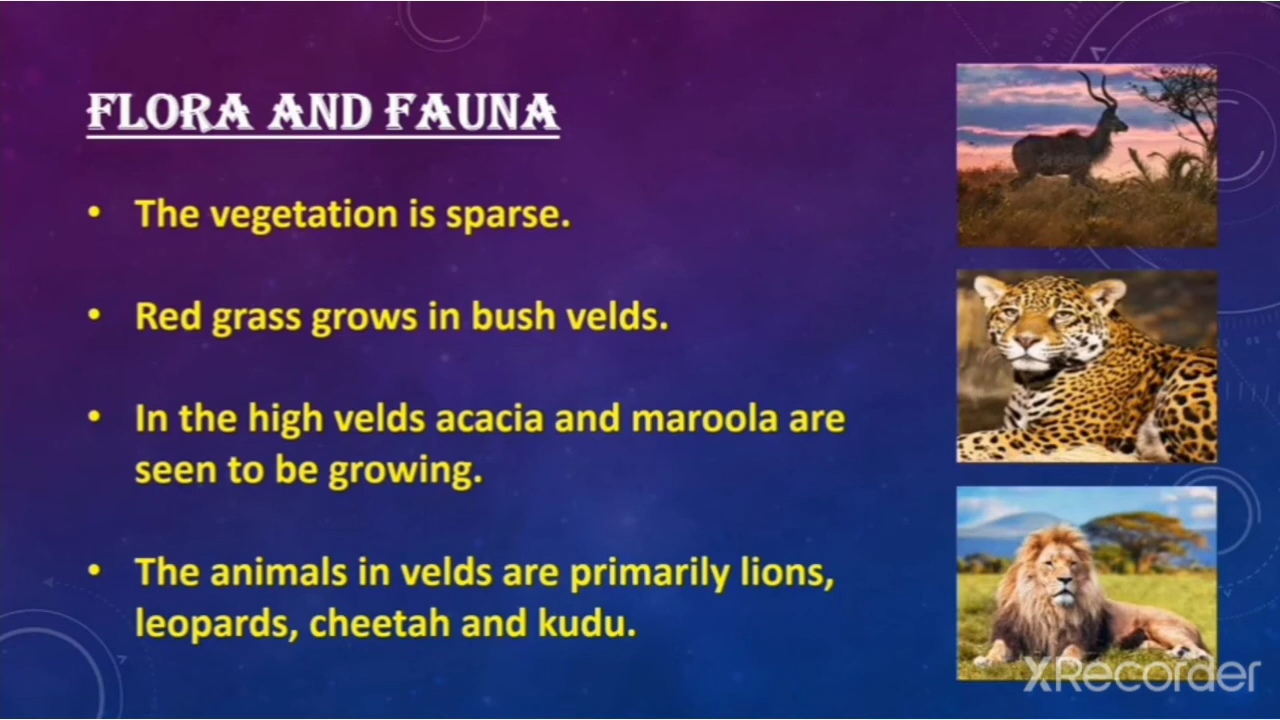 FLORA AND FAUNA
• The vegetation is sparse.
• Red grass grows in bush velds.
• In the high velds acacia and maroola are
seen to be growing.
• The animals in velds are primarily lions,
leopards, cheetah and kudu.
XRecorder